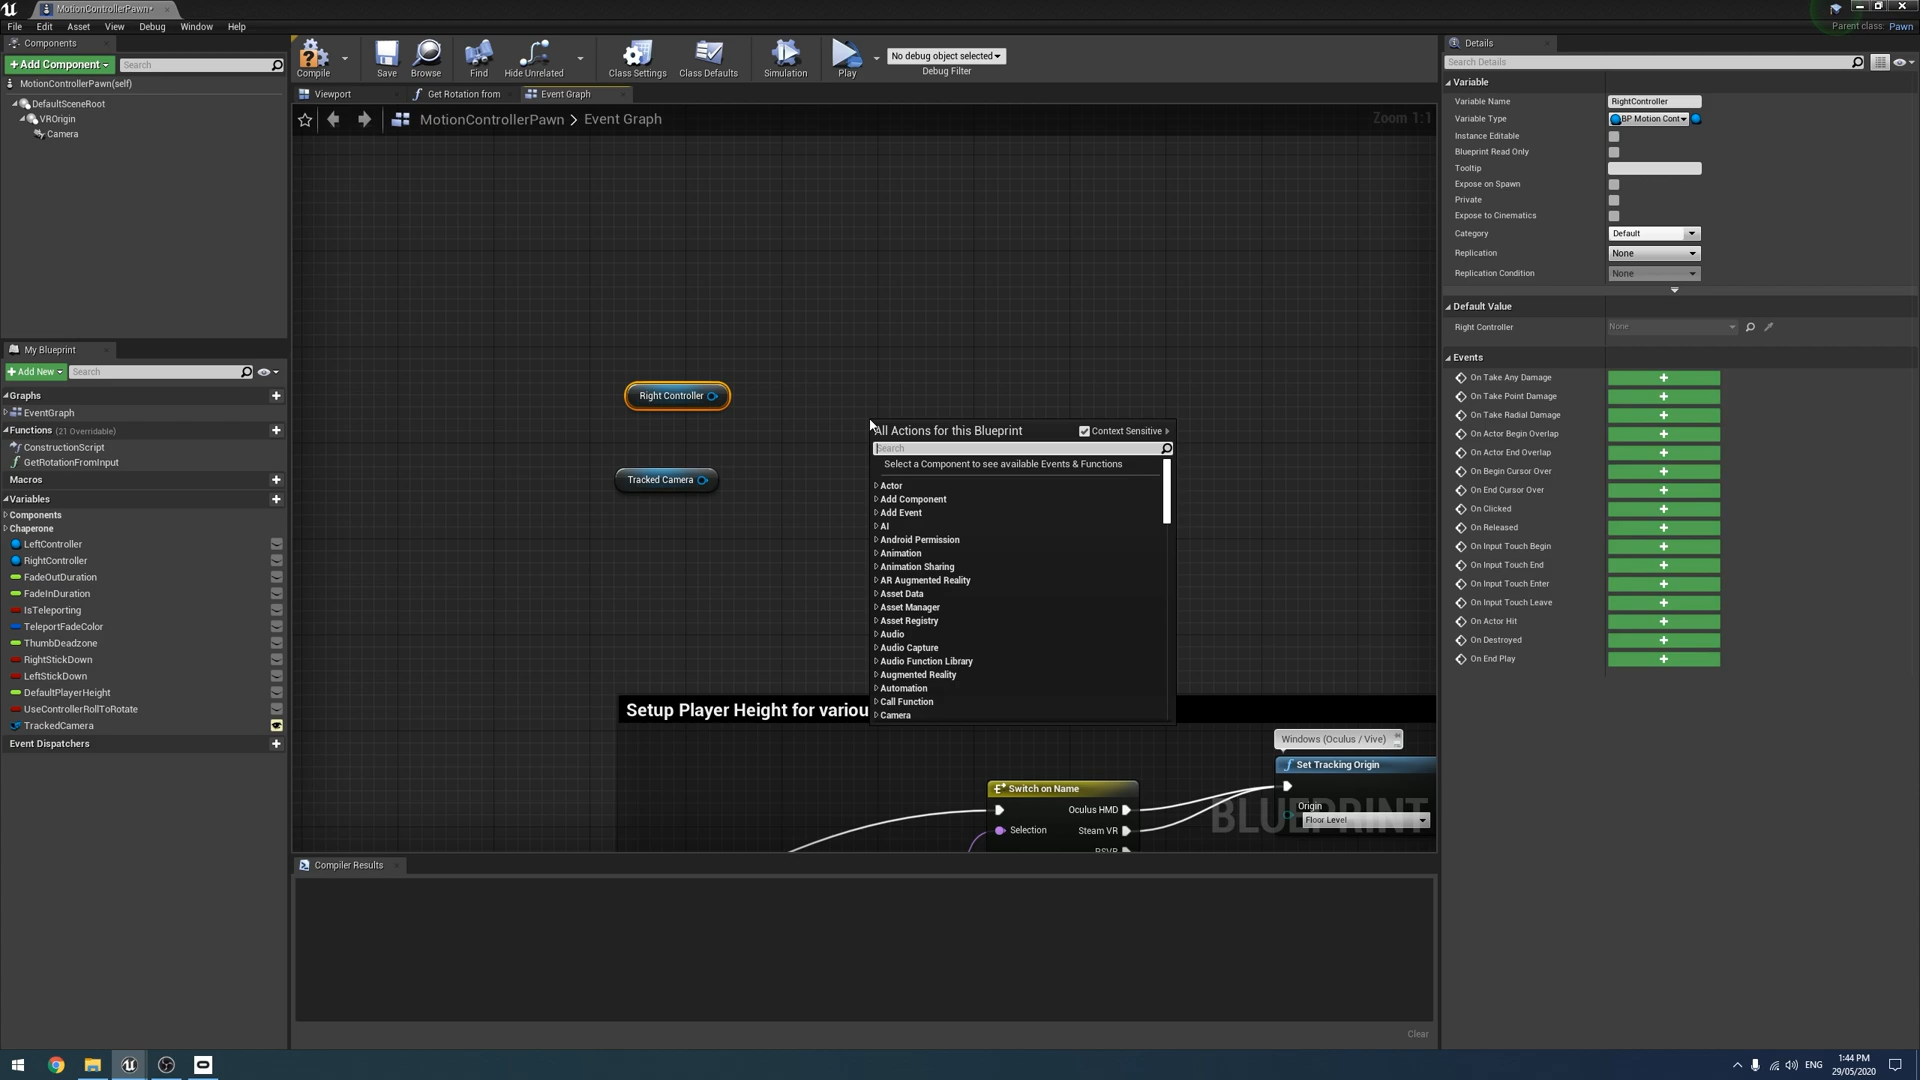 MotionControllerPawn*
File Edit Asset View Debug Window Help
Parent class: Pawn
Components
+Add Component
Search
MotionControllerPawn(self)
DefaultSceneRoot
VROrigin
Camera
Compile
Save
Browse
Find
Hide Unrelated
Class Settings
Class Defaults
Simulation
Play
No debug object selected
Debug Filter
Viewport
Get Rotation from
Event Graph
MotionControllerPawn > Event Graph
Zoom 1:1
Right Controller
Tracked Camera
All Actions for this Blueprint
Context Sensitive
Search
Select a Component to see available Events & Functions
Actor
Add Component
Add Event
AI
Android Permission
Animation
Animation Sharing
AR Augmented Reality
Asset Data
Asset Manager
Asset Registry
Audio
Audio Capture
Audio Function Library
Augmented Reality
Automation
Call Function
Camera
Setup Player Height for variou
Windows (Oculus / Vive)
Set Tracking Origin
Origin
Floor Level
Switch on Name
Selection
Oculus HMD
Steam VR
PSVR
BLUEPRINT
My Blueprint
+Add New
Search
Graphs
EventGraph
Functions (21 Overridable)
ConstructionScript
GetRotationFromInput
Macros
Variables
Components
Chaperone
LeftController
RightController
FadeOutDuration
FadeInDuration
IsTeleporting
TeleportFadeColor
ThumbDeadzone
RightStickDown
LeftStickDown
DefaultPlayerHeight
UseControllerRollToRotate
TrackedCamera
Event Dispatchers
Compiler Results
Clear
Details
Search Details
Variable
Variable Name RightController
Variable Type BP Motion Cont
Instance Editable
Blueprint Read Only
Tooltip
Expose on Spawn
Private
Expose to Cinematics
Category Default
Replication None
Replication Condition None
Default Value
Right Controller None
Events
On Take Any Damage
On Take Point Damage
On Take Radial Damage
On Actor Begin Overlap
On Actor End Overlap
On Begin Cursor Over
On End Cursor Over
On Clicked
On Released
On Input Touch Begin
On Input Touch End
On Input Touch Enter
On Input Touch Leave
On Actor Hit
On Destroyed
On End Play
ENG
1:44 PM
29/05/2020